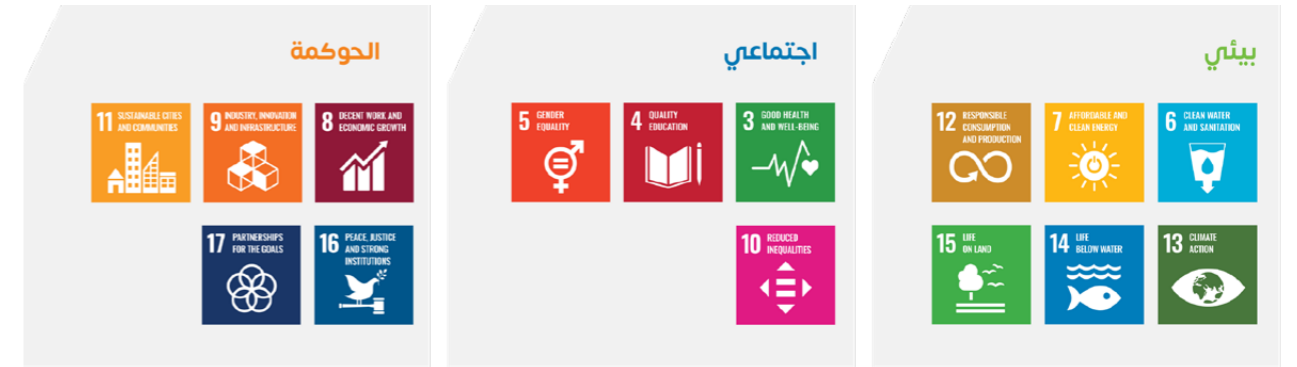 بيئي
6 CLEAN WATER
AND SANITATION
7 AFFORDABLE AND
CLEAN ENERGY
12 RESPONSIBLE
CONSUMPTION
AND PRODUCTION
13 CLIMATE
ACTION
14 LIFE
BELOW WATER
15 LIFE
ON LAND
اجتماعي
3 GOOD HEALTH
AND WELL-BEING
4 QUALITY
EDUCATION
5 GENDER
EQUALITY
10 REDUCED
INEQUALITIES
الحوكمة
8 DECENT WORK AND
ECONOMIC GROWTH
9 INDUSTRY, INNOVATION
AND INFRASTRUCTURE
11 SUSTAINABLE CITIES
AND COMMUNITIES
16 PEACE, JUSTICE
AND STRONG
INSTITUTIONS
17 PARTNERSHIPS
FOR THE GOALS